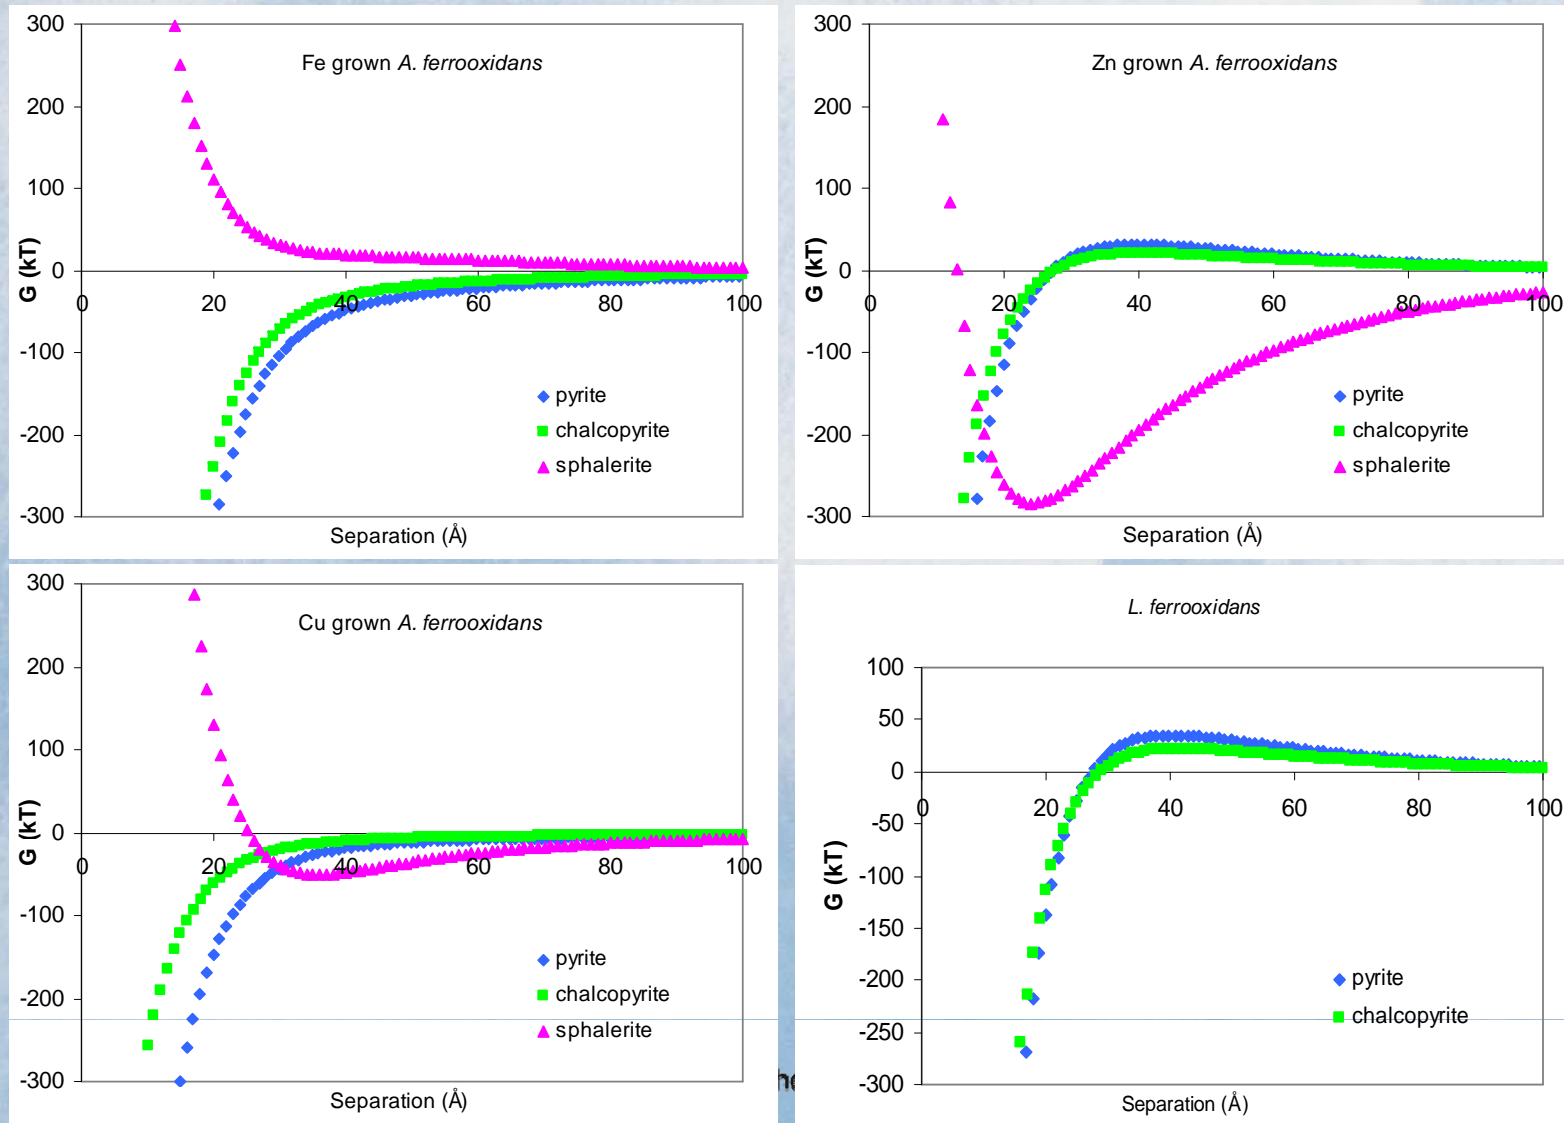 Fe grown A. ferrooxidans
300
200
100
0
-100
-200
-300
0 20 40 60 80 100
G (kT)
Separation (Å)
pyrite
chalcopyrite
sphalerite
Zn grown A. ferrooxidans
300
200
100
0
-100
-200
-300
0 20 40 60 80 100
G (kT)
Separation (Å)
pyrite
chalcopyrite
sphalerite
Cu grown A. ferrooxidans
300
200
100
0
-100
-200
-300
0 20 40 60 80 100
G (kT)
Separation (Å)
pyrite
chalcopyrite
sphalerite
L. ferrooxidans
100
50
0
-50
-100
-150
-200
-250
-300
0 20 40 60 80 100
G (kT)
Separation (Å)
pyrite
chalcopyrite